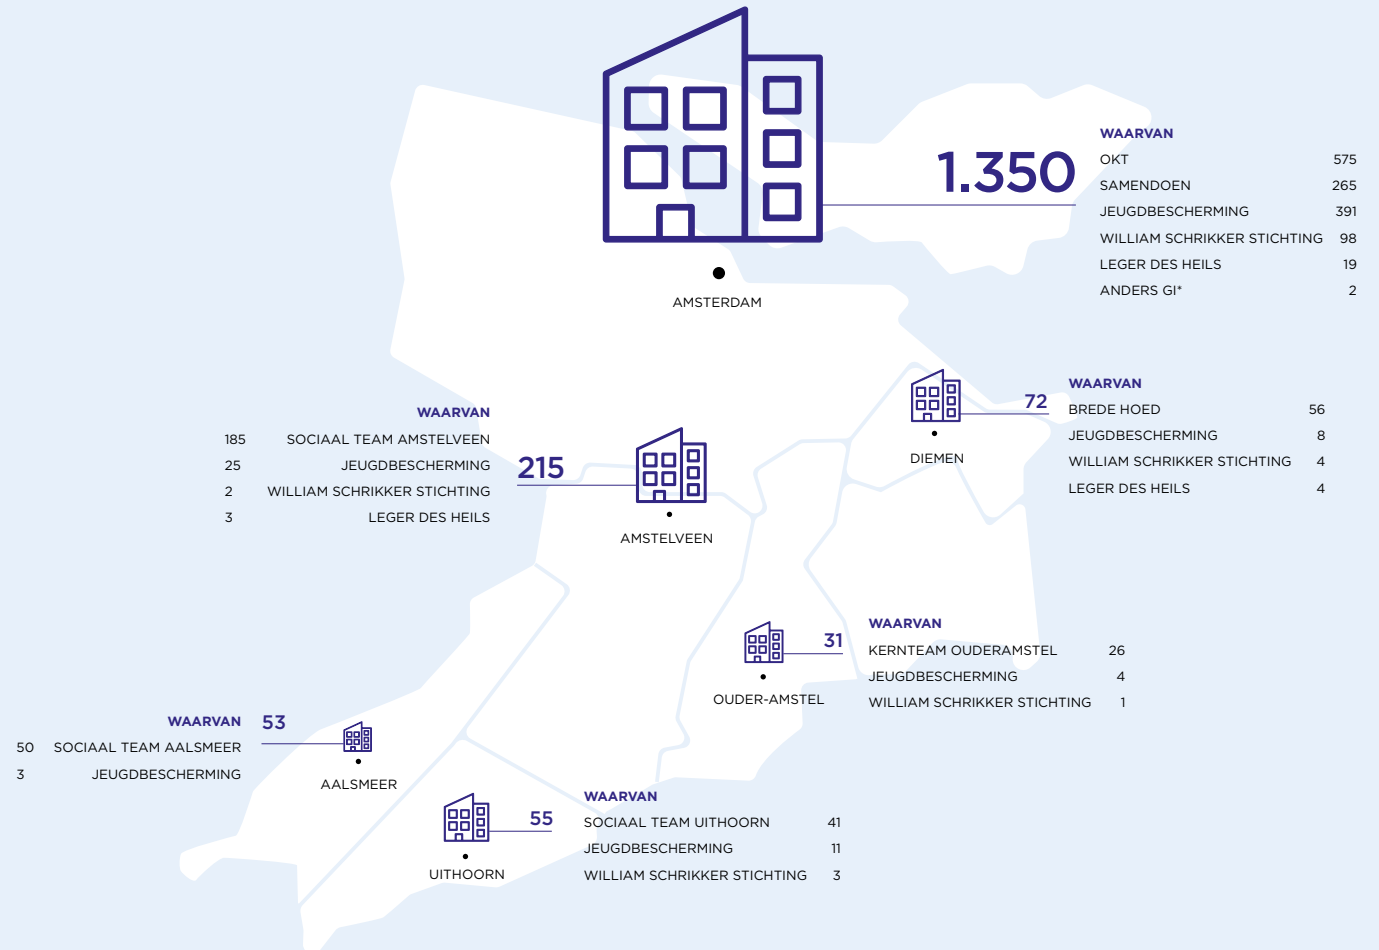 1.350
WAARVAN
OKT 575
SAMENDOEN 265
JEUGDBESCHERMING 391
WILLIAM SCHRIKKER STICHTING 98
LEGER DES HEILS 19
ANDERS GI* 2
AMSTERDAM
72
WAARVAN
BREDE HOED 56
JEUGDBESCHERMING 8
WILLIAM SCHRIKKER STICHTING 4
LEGER DES HEILS 4
DIEMEN
WAARVAN
185 SOCIAAL TEAM AMSTELVEEN
25 JEUGDBESCHERMING
2 WILLIAM SCHRIKKER STICHTING
3 LEGER DES HEILS
215
AMSTELVEEN
31
WAARVAN
KERNTEAM OUDERAMSTEL 26
JEUGDBESCHERMING 4
WILLIAM SCHRIKKER STICHTING 1
OUDER-AMSTEL
WAARVAN
50 SOCIAAL TEAM AALSMEER
3 JEUGDBESCHERMING
53
AALSMEER
55
WAARVAN
SOCIAAL TEAM UITHOORN 41
JEUGDBESCHERMING 11
WILLIAM SCHRIKKER STICHTING 3
UITHOORN